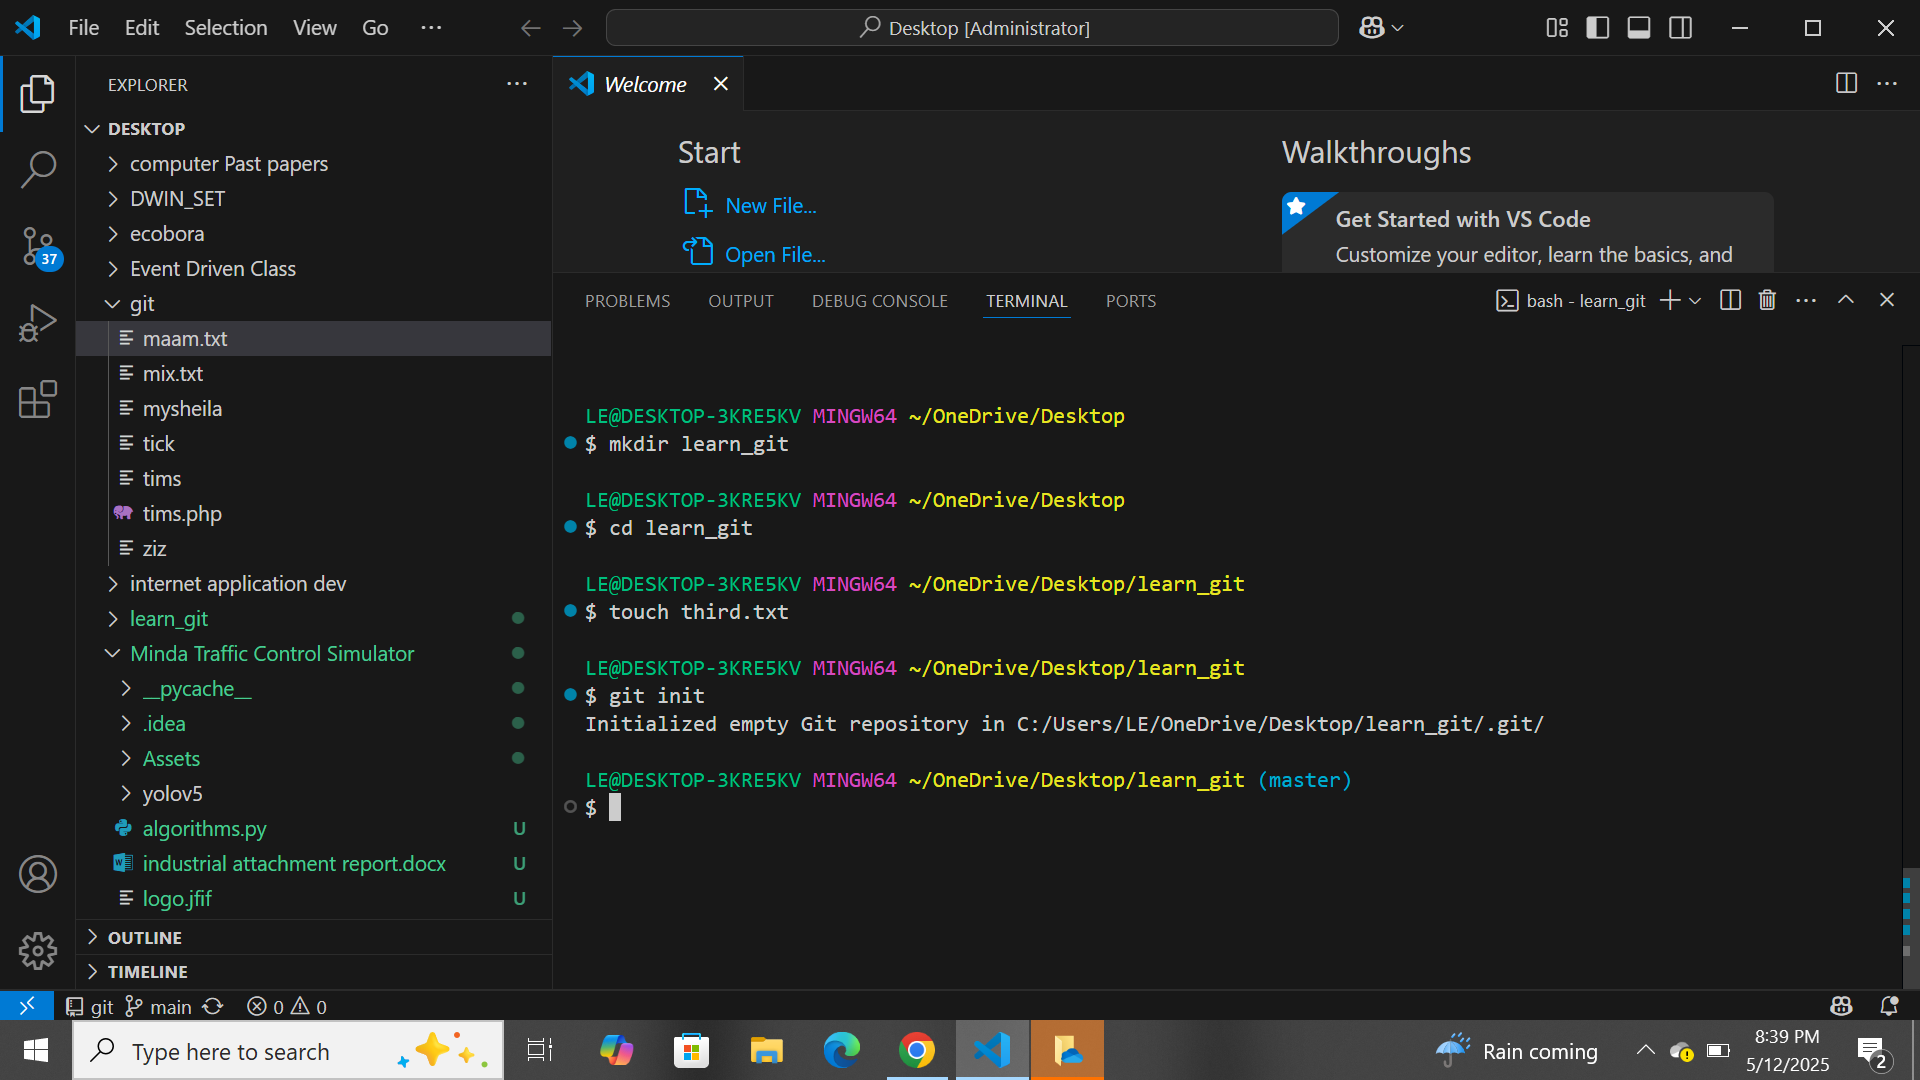 File Edit Selection View Go ···
Desktop [Administrator]
EXPLORER
DESKTOP
computer Past papers
DWIN_SET
ecobora
Event Driven Class
git
maam.txt
mix.txt
mysheila
tick
tims
tims.php
ziz
internet application dev
learn_git
Minda Traffic Control Simulator
__pycache__
.idea
Assets
yolov5
algorithms.py U
industrial attachment report.docx U
logo.jfif U
OUTLINE
TIMELINE
37
Welcome
Start
New File...
Open File...
Walkthroughs
Get Started with VS Code
Customize your editor, learn the basics, and
PROBLEMS OUTPUT DEBUG CONSOLE TERMINAL PORTS
bash - learn_git
LE@DESKTOP-3KRE5KV MINGW64 ~/OneDrive/Desktop
$ mkdir learn_git
LE@DESKTOP-3KRE5KV MINGW64 ~/OneDrive/Desktop
$ cd learn_git
LE@DESKTOP-3KRE5KV MINGW64 ~/OneDrive/Desktop/learn_git
$ touch third.txt
LE@DESKTOP-3KRE5KV MINGW64 ~/OneDrive/Desktop/learn_git
$ git init
Initialized empty Git repository in C:/Users/LE/OneDrive/Desktop/learn_git/.git/
LE@DESKTOP-3KRE5KV MINGW64 ~/OneDrive/Desktop/learn_git (master)
$
git main 0 0
Type here to search
Rain coming
8:39 PM
5/12/2025
2